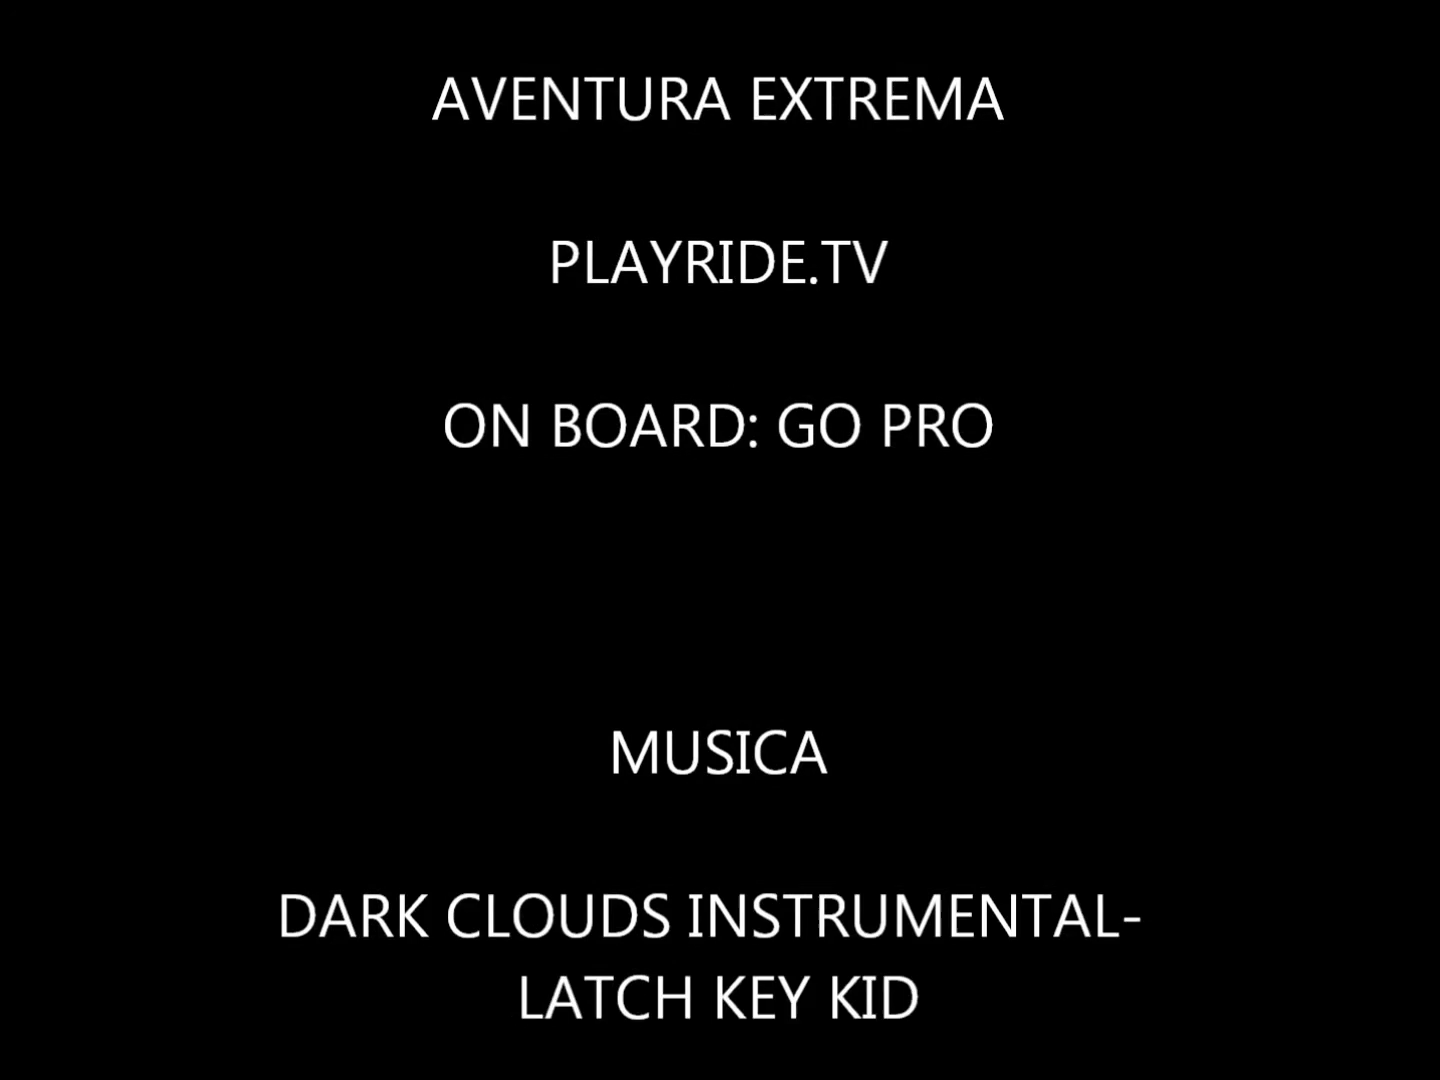 AVENTURA EXTREMA
PLAYRIDE.TV
ON BOARD: GO PRO
MUSICA
DARK CLOUDS INSTRUMENTAL-
LATCH KEY KID